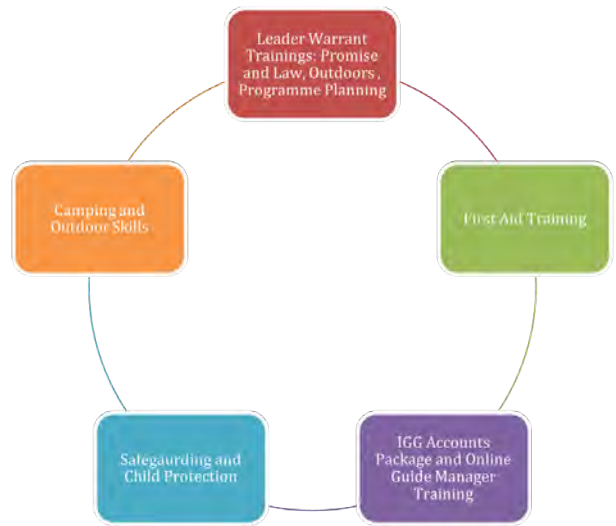 Leader Warrant
Trainings: Promise
and Law, Outdoors ,
Programme Planning
First Aid Training
IGG Accounts
Package and Online
Guide Manager
Training
Safegaurding and
Child Protection
Camping and
Outdoor Skills